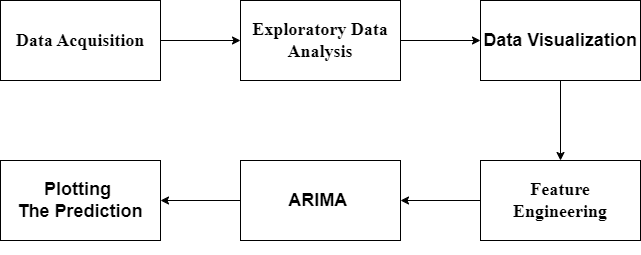 Data Acquisition
Exploratory Data
Analysis
Data Visualization
Feature
Engineering
ARIMA
Plotting
The Prediction